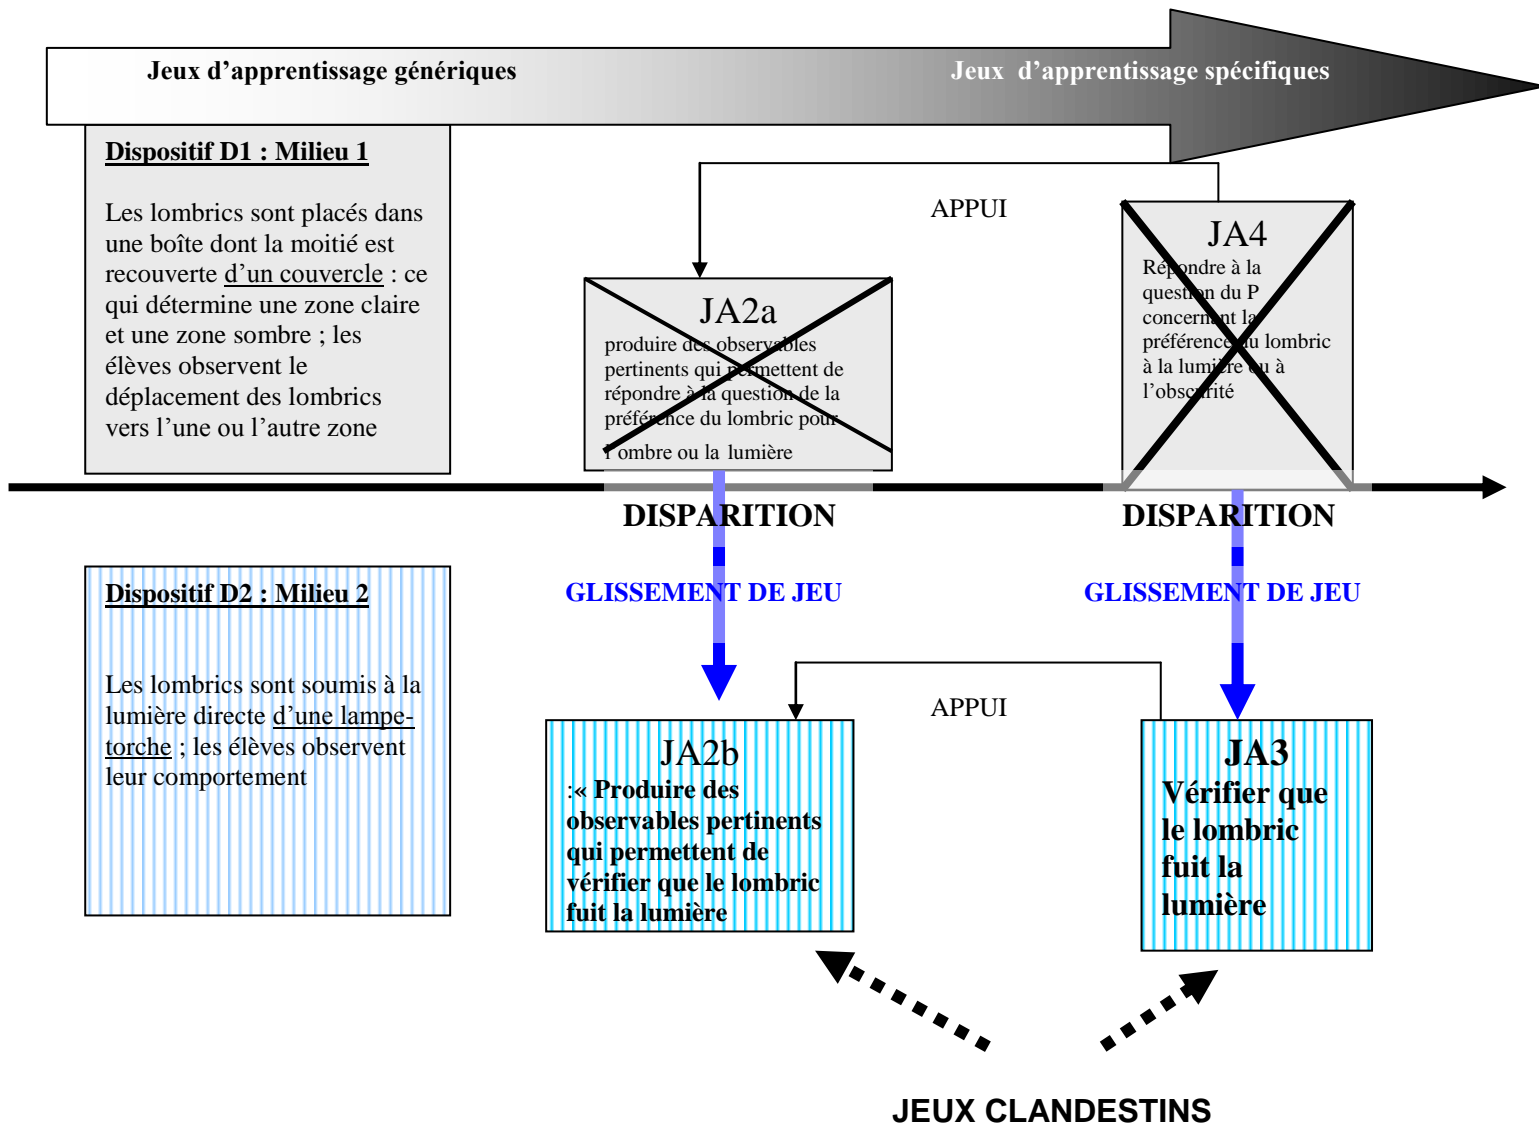 Jeux d’apprentissage génériques
Jeux d’apprentissage spécifiques
Dispositif D1 : Milieu 1
Les lombrics sont placés dans
une boîte dont la moitié est
recouverte d’un couvercle : ce
qui détermine une zone claire
et une zone sombre ; les
élèves observent le
déplacement des lombrics
vers l’une ou l’autre zone
APPUI
JA2a
produire des observables
pertinents qui permettent de
répondre à la question de la
préférence du lombric pour
l’ombre ou la lumière
JA4
Répondre à la
question du P
concernant la
préférence du lombric
à la lumière ou à
l’obscurité
DISPARITION
DISPARITION
GLISSEMENT DE JEU
GLISSEMENT DE JEU
Dispositif D2 : Milieu 2
Les lombrics sont soumis à la
lumière directe d’une lampe-
torche ; les élèves observent
leur comportement
APPUI
JA2b
:« Produire des
observables pertinents
qui permettent de
vérifier que le lombric
fuit la lumière
JA3
Vérifier que
le lombric
fuit la
lumière
JEUX CLANDESTINS